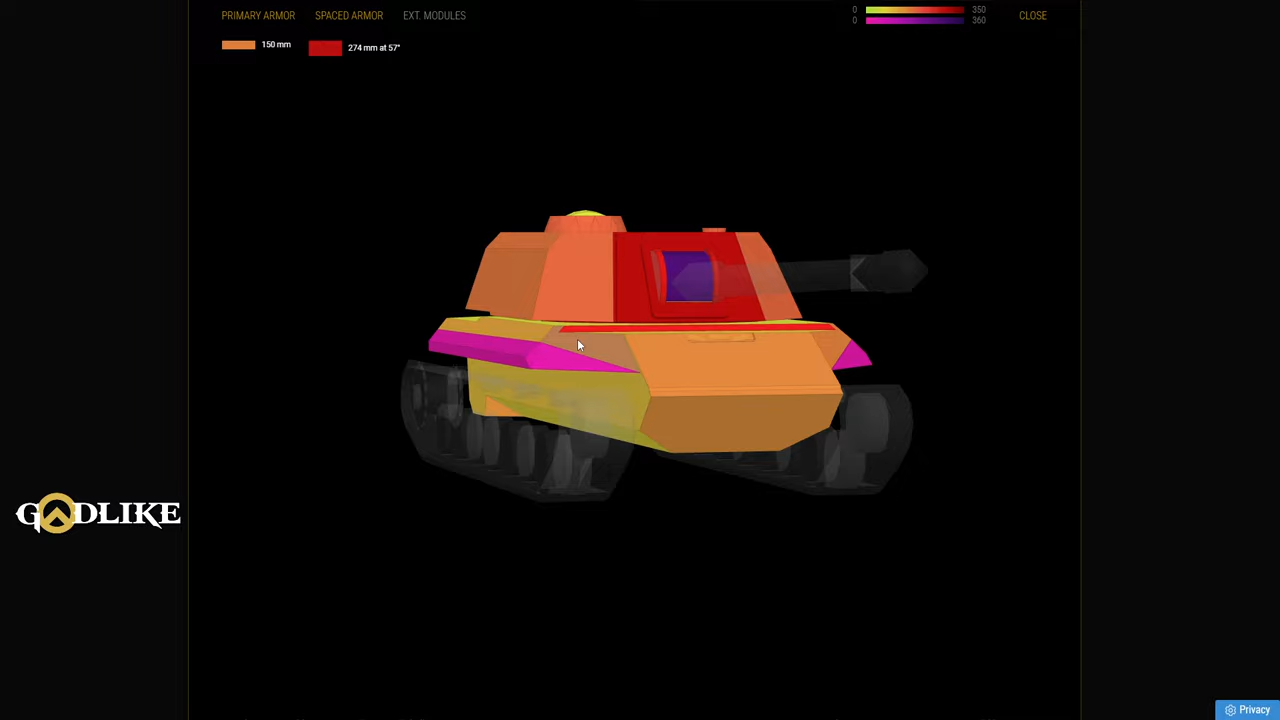 PRIMARY ARMOR SPACED ARMOR EXT. MODULES
0 350
0 360
CLOSE
150 mm 274 mm at 57°
GODLIKE
Privacy